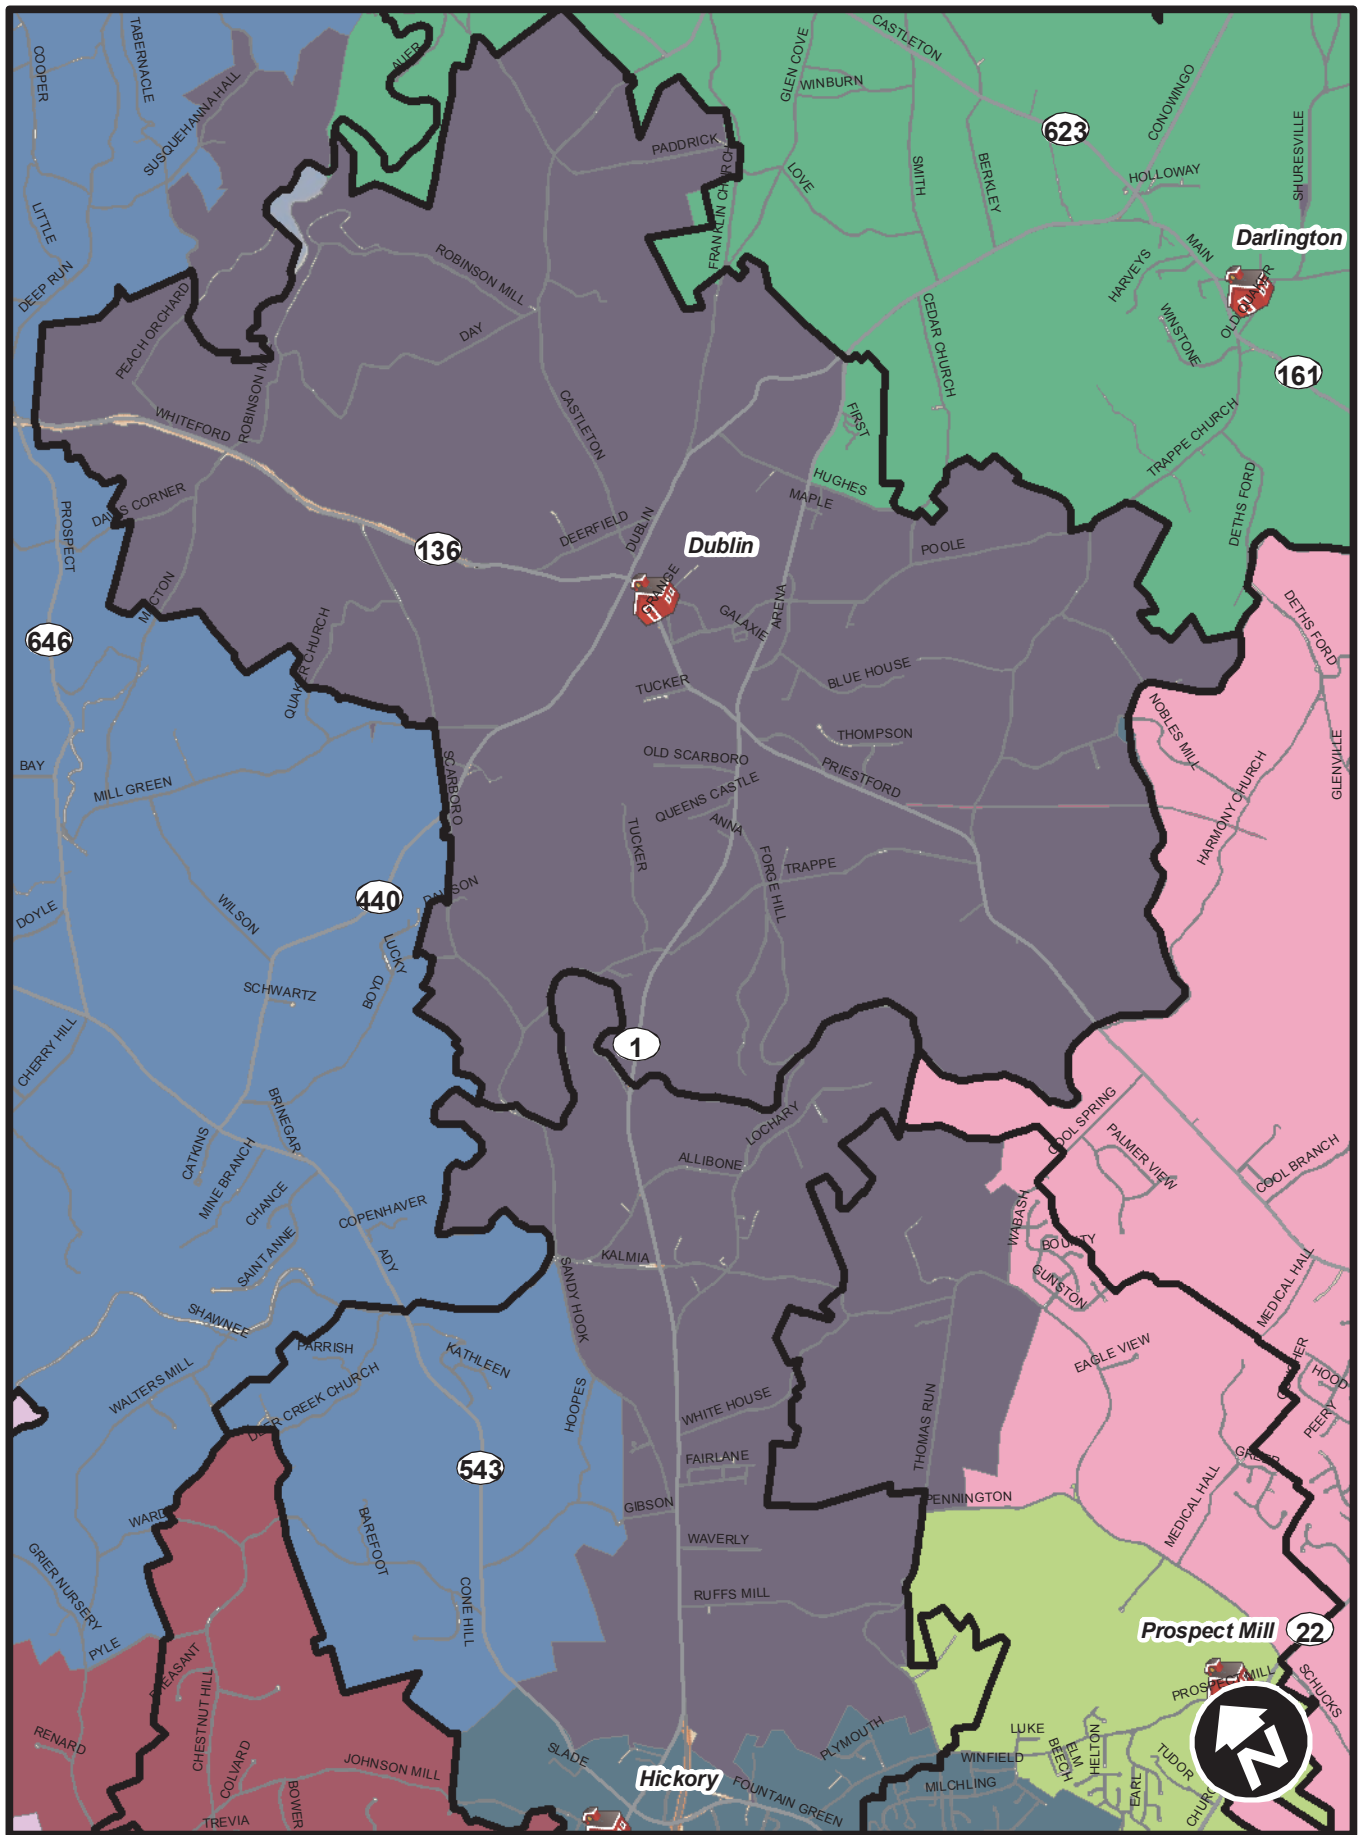 COOPER
TABERNACLE
SUSQUEHANNA HALL
LITTLE
DEEP RUN
CASTLETON
GLEN COVE
WINBURN
623
CONOWINGO
SHURESVILLE
PADDRICK
FRANKLIN CHURCH
LOVE
SMITH
BERKLEY
HOLLOWAY
Darlington
MAIN
HARVEYS
OLD QUAKER
WINSTONE
161
ROBINSON MILL
DAY
PEACH ORCHARD
CEDAR CHURCH
WHITEFORD
CASTLETON
FIRST
HUGHES
MAPLE
TRAPPE CHURCH
DETHS FORD
PROSPECT
136
DEERFIELD
DUBLIN
Dublin
POOLE
GALAXIE
ARENA
646
QUAKER CHURCH
TUCKER
BLUE HOUSE
DETHS FORD
NOBLES MILL
GLENVILLE
BAY
MILL GREEN
SCARBORO
OLD SCARBORO
THOMPSON
QUEENS CASTLE
PRIESTFORD
HARMONY CHURCH
ANNA
TUCKER
FORGE HILL
TRAPPE
440
DOYLE
WILSON
LUCKY
SCHWARTZ
BOYD
1
CHERRY HILL
BRINEGAR
CATKINS
MINE BRANCH
CHANCE
COPENHAVER
SAINT ANNE
ADY
LOCHARY
ALLIBONE
COOL SPRING
PALMER VIEW
COOL BRANCH
WABASH
BOUNTY
GUNSTON
KALMIA
SANDY HOOK
MEDICAL HALL
SHAWNEE
PARRISH
KATHLEEN
EAGLE VIEW
WALTERS MILL
DEER CREEK CHURCH
HOOPES
WHITE HOUSE
THOMAS RUN
HOOD
PEERY
543
FAIRLANE
GIBSON
PENNINGTON
MEDICAL HALL
WARD
BAREFOOT
WAVERLY
GRIER NURSERY
CONE HILL
RUFFS MILL
PYLE
Prospect Mill
22
PROSPECT MILL
SCHUCKS
CHESTNUT HILL
RENARD
COLVARD
JOHNSON MILL
BOWER
TREVIA
SLADE
Hickory
PLYMOUTH
FOUNTAIN GREEN
LUKE
WINFIELD
BEECH
ELM
HELTON
MILCHLING
EARL
TUDOR
N